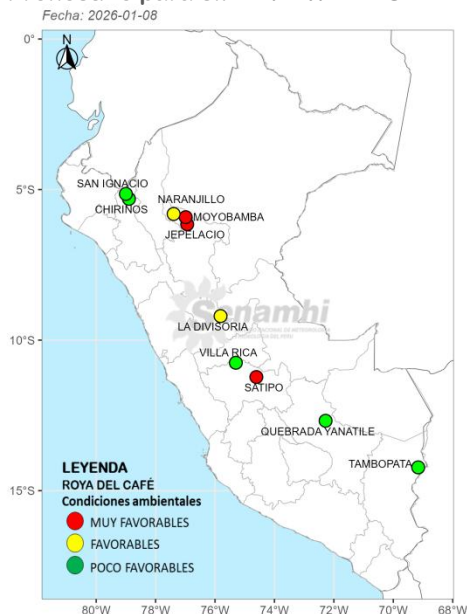 Fecha: 2026-01-08
N
0°
5°S
10°S
15°S
SAN IGNACIO
CHIRINOS
NARANJILLO
MOYOBAMBA
JEPELACIO
Senamhi
LA DIVISORIA
VILLA RICA
SATIPO
QUEBRADA YANATILE
TAMBOPATA
LEYENDA
ROYA DEL CAFÉ
Condiciones ambientales
MUY FAVORABLES
FAVORABLES
POCO FAVORABLES
80°W 78°W 76°W 74°W 72°W 70°W 68°W